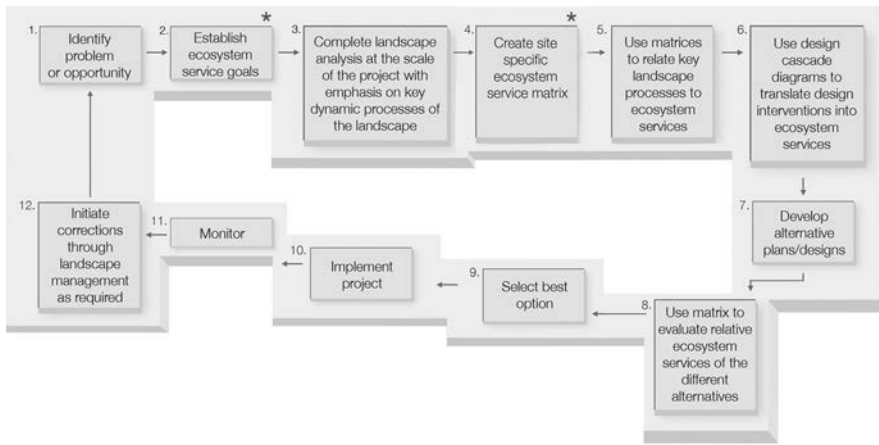 1.
Identify
problem
or opportunity
*
2.
Establish
ecosystem
service goals
3.
Complete landscape
analysis at the scale
of the project with
emphasis on key
dynamic processes
of the landscape
*
4.
Create site
specific
ecosystem
service matrix
5.
Use matrices
to relate key
landscape
processes to
ecosystem
services
6.
Use design
cascade
diagrams to
translate design
interventions into
ecosystem
services
7.
Develop
alternative
plans/designs
8.
Use matrix to
evaluate relative
ecosystem
services of the
different
alternatives
9.
Select best
option
10.
Implement
project
11.
Monitor
12.
Initiate
corrections
through
landscape
management
as required